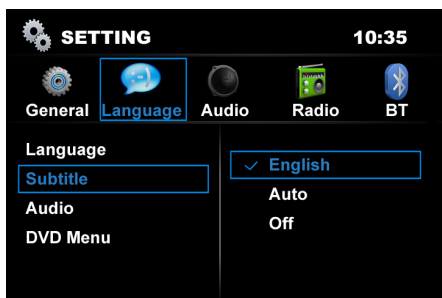 SETTING 10:35
General Language Audio Radio BT
Language
Subtitle
Audio
DVD Menu
English
Auto
Off